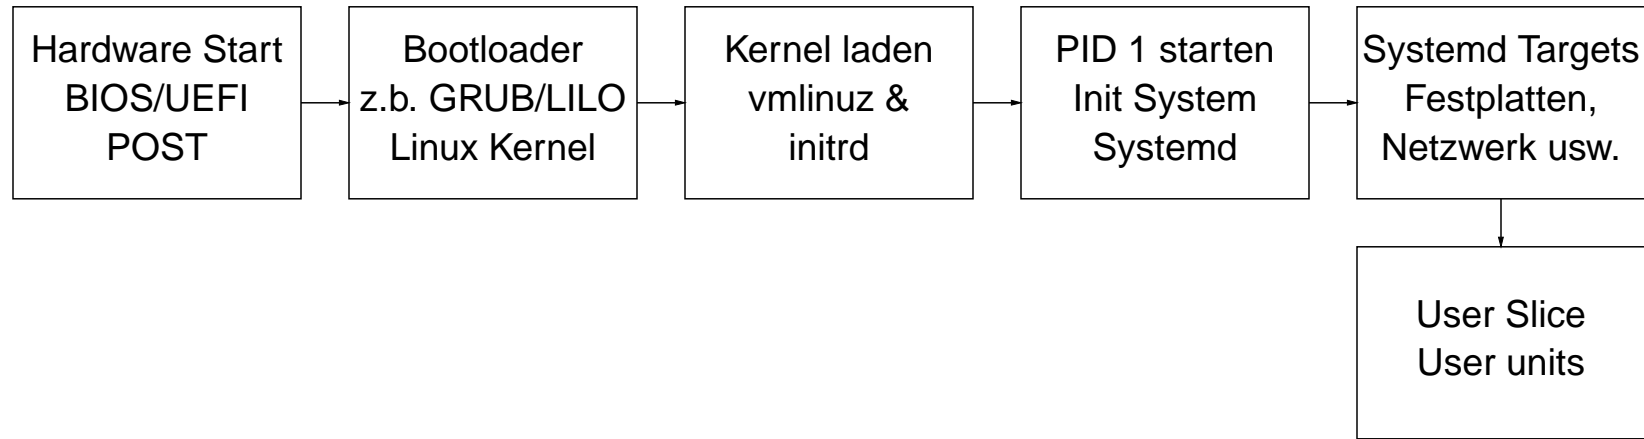 Hardware Start
BIOS/UEFI
POST
Bootloader
z.b. GRUB/LILO
Linux Kernel
Kernel laden
vmlinuz &
initrd
PID 1 starten
Init System
Systemd
Systemd Targets
Festplatten,
Netzwerk usw.
User Slice
User units